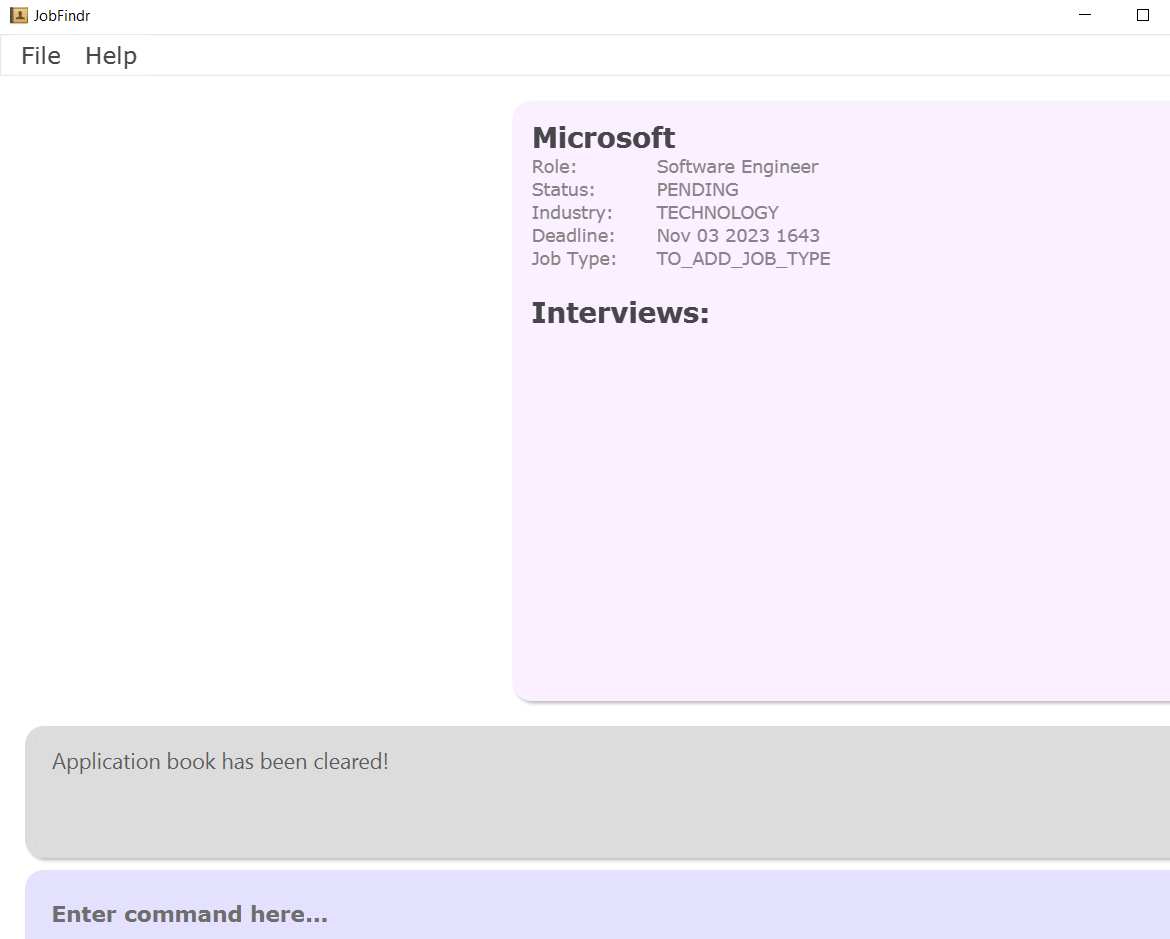 JobFindr
File Help
Microsoft
Role: Software Engineer
Status: PENDING
Industry: TECHNOLOGY
Deadline: Nov 03 2023 1643
Job Type: TO_ADD_JOB_TYPE
Interviews:
Application book has been cleared!
Enter command here...